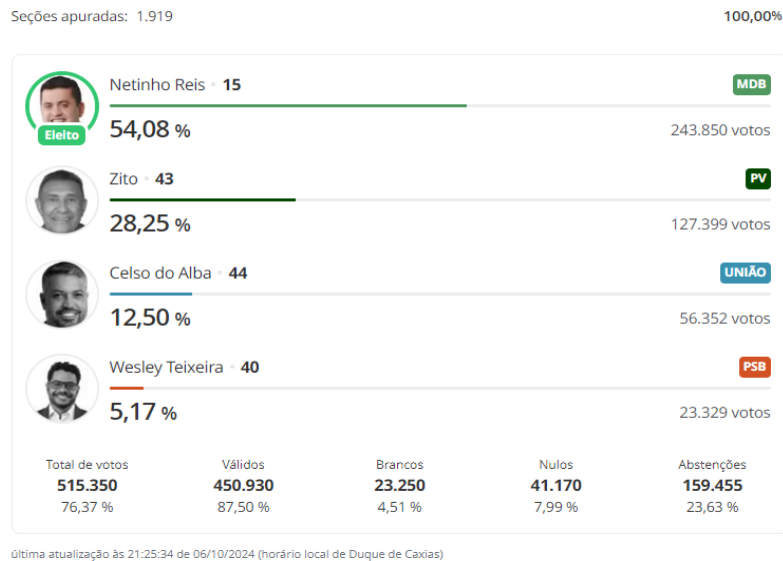 Seções apuradas: 1.919 100,00%
Netinho Reis • 15 MDB
Eleito
54,08 % 243.850 votos
Zito • 43 PV
28,25 % 127.399 votos
Celso do Alba • 44 UNIÃO
12,50 % 56.352 votos
Wesley Teixeira • 40 PSB
5,17 % 23.329 votos
Total de votos Válidos Brancos Nulos Abstenções
515.350 450.930 23.250 41.170 159.455
76,37 % 87,50 % 4,51 % 7,99 % 23,63 %
última atualização às 21:25:34 de 06/10/2024 (horário local de Duque de Caxias)